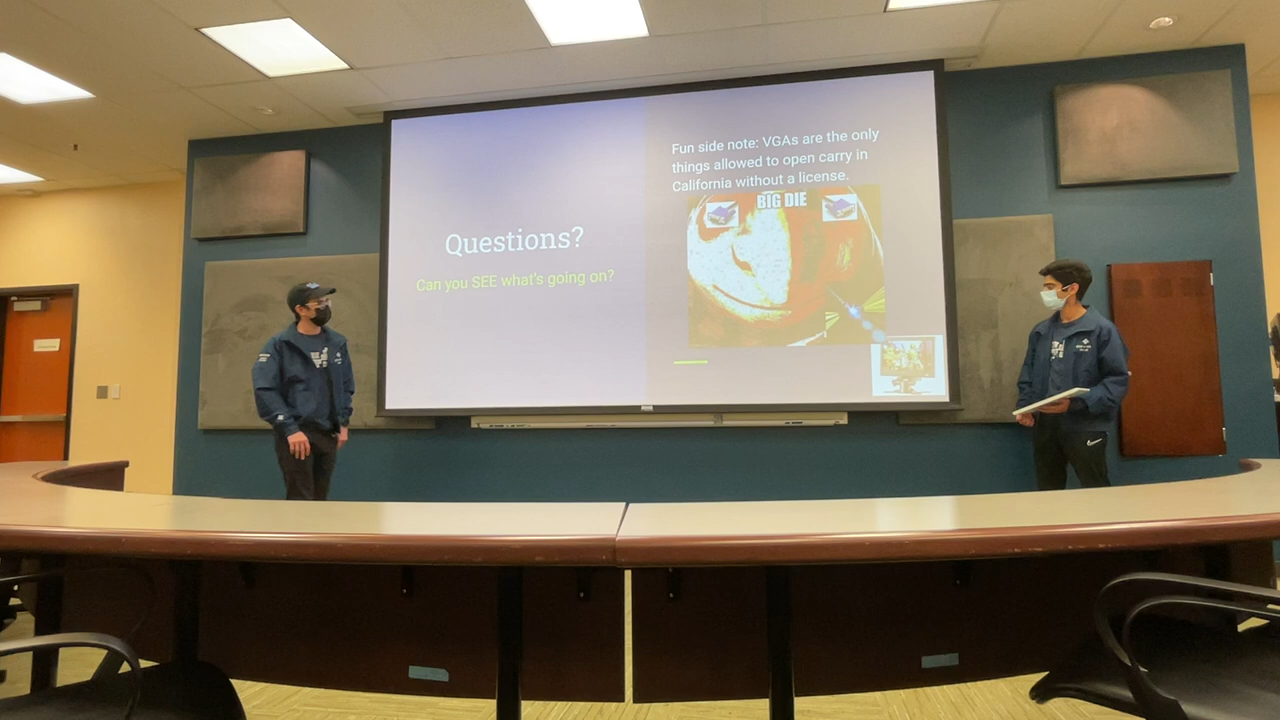 Questions?
Can you SEE what's going on?
Fun side note: VGAs are the only
things allowed to open carry in
California without a license.
BIG DIE